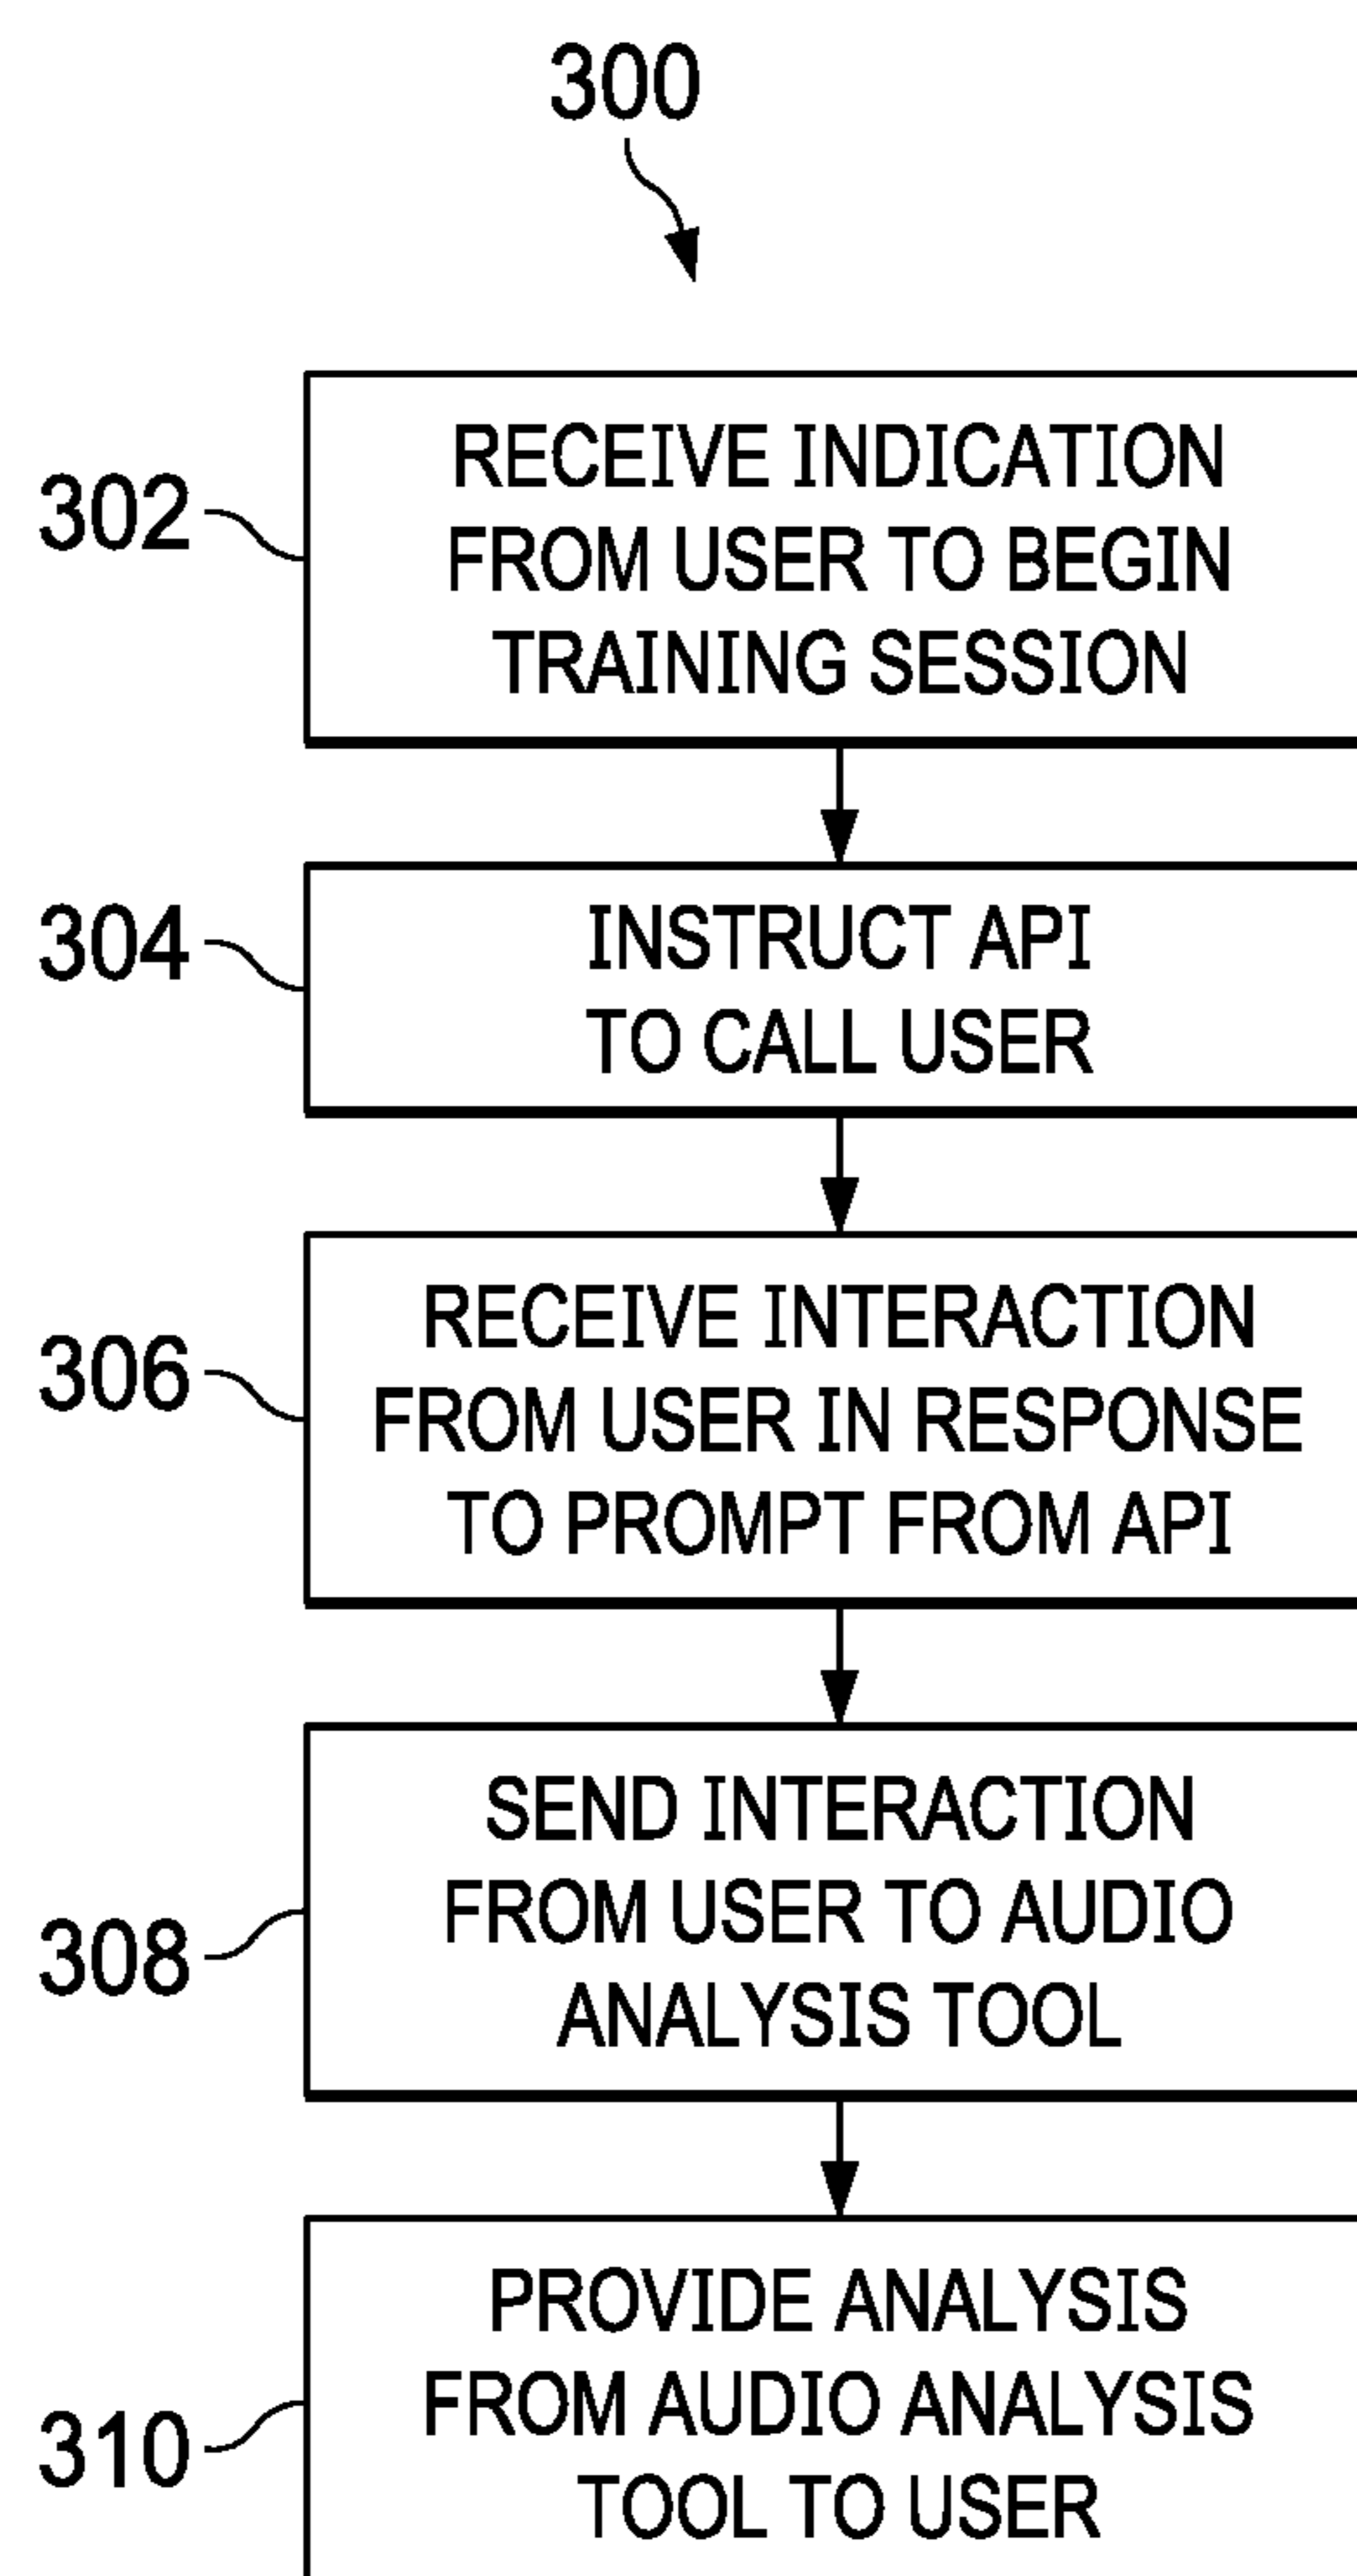 300
302
RECEIVE INDICATION
FROM USER TO BEGIN
TRAINING SESSION
304
INSTRUCT API
TO CALL USER
306
RECEIVE INTERACTION
FROM USER IN RESPONSE
TO PROMPT FROM API
308
SEND INTERACTION
FROM USER TO AUDIO
ANALYSIS TOOL
310
PROVIDE ANALYSIS
FROM AUDIO ANALYSIS
TOOL TO USER